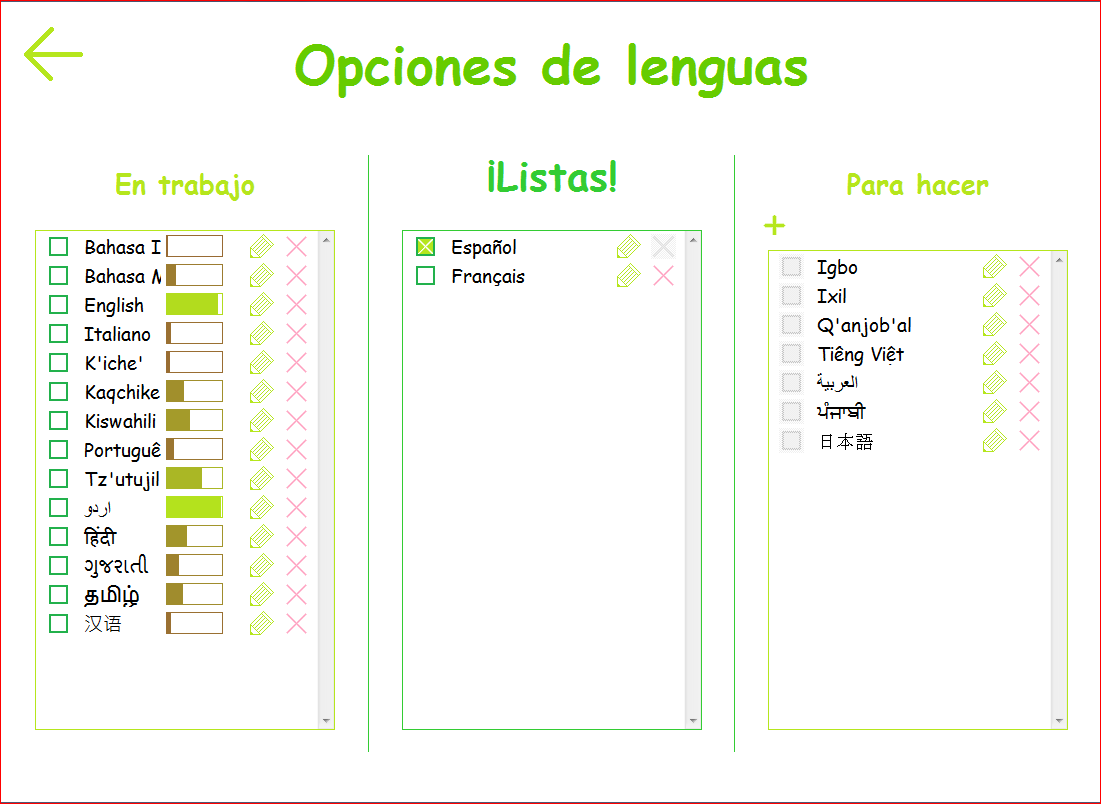 Opciones de lenguas
En trabajo
Bahasa I
Bahasa M
English
Italiano
K'iche'
Kaqchike
Kiswahili
Portuguê
Tz'utujil
اردو
हिंदी
ગુજરાતી
தமிழ்
汉语
¡Listas!
Español
Français
Para hacer
+
Igbo
Ixil
Q'anjob'al
Tiêng Việt
العربية
ਪੰਜਾਬੀ
日本語